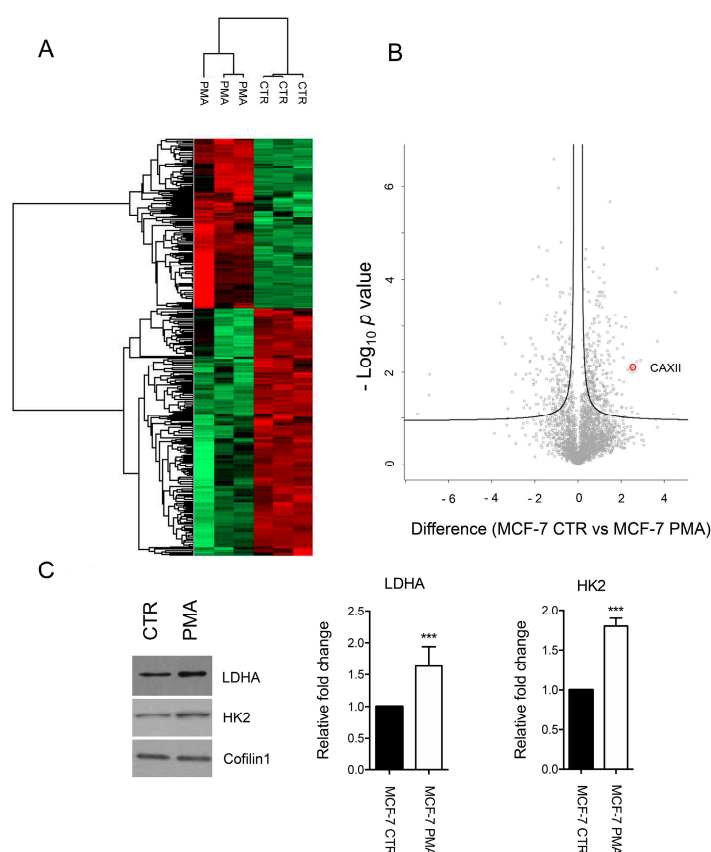 A
B
PMA
PMA
PMA
CTR
CTR
CTR
- Log10 p value
6
4
2
0
CAXII
- 6
- 4
- 2
0
2
4
Difference (MCF-7 CTR vs MCF-7 PMA)
C
CTR
PMA
LDHA
HK2
Cofilin1
LDHA
Relative fold change
2.5
2.0
1.5
1.0
0.5
0.0
***
MCF-7 CTR
MCF-7 PMA
HK2
Relative fold change
2.0
1.5
1.0
0.5
0.0
***
MCF-7 CTR
MCF-7 PMA